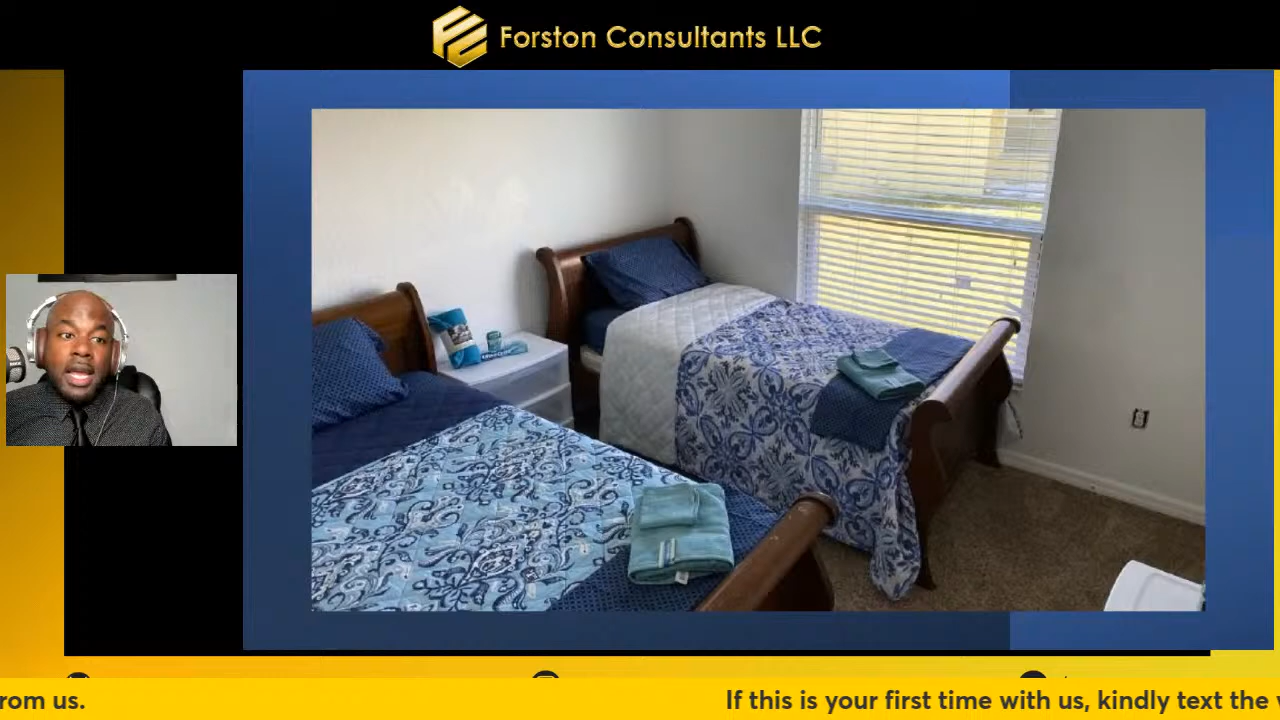 Forston Consultants LLC
rom us.
If this is your first time with us, kindly text the